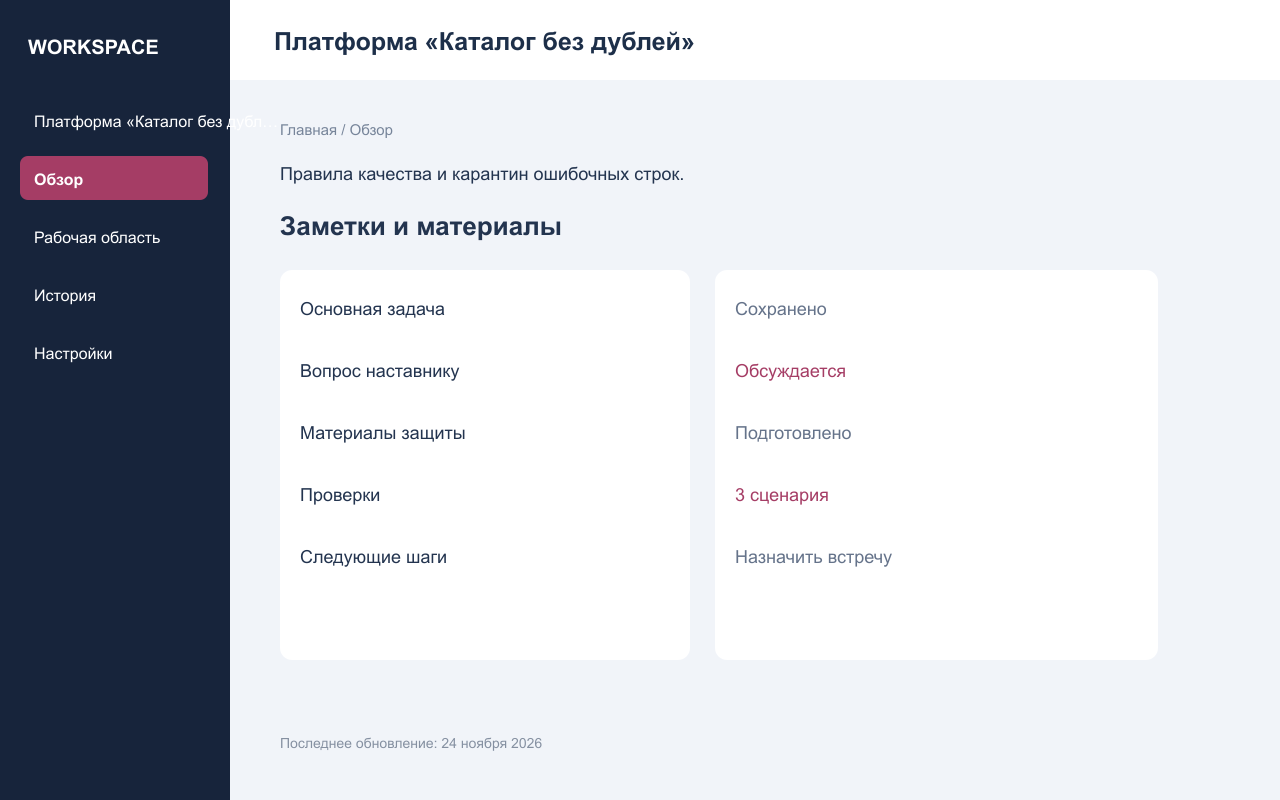 WORKSPACE
Платформа «Каталог без дубл...
Обзор
Рабочая область
История
Настройки
Платформа «Каталог без дублей»
Главная / Обзор
Правила качества и карантин ошибочных строк.
Заметки и материалы
Основная задача
Сохранено
Вопрос наставнику
Обсуждается
Материалы защиты
Подготовлено
Проверки
3 сценария
Следующие шаги
Назначить встречу
Последнее обновление: 24 ноября 2026